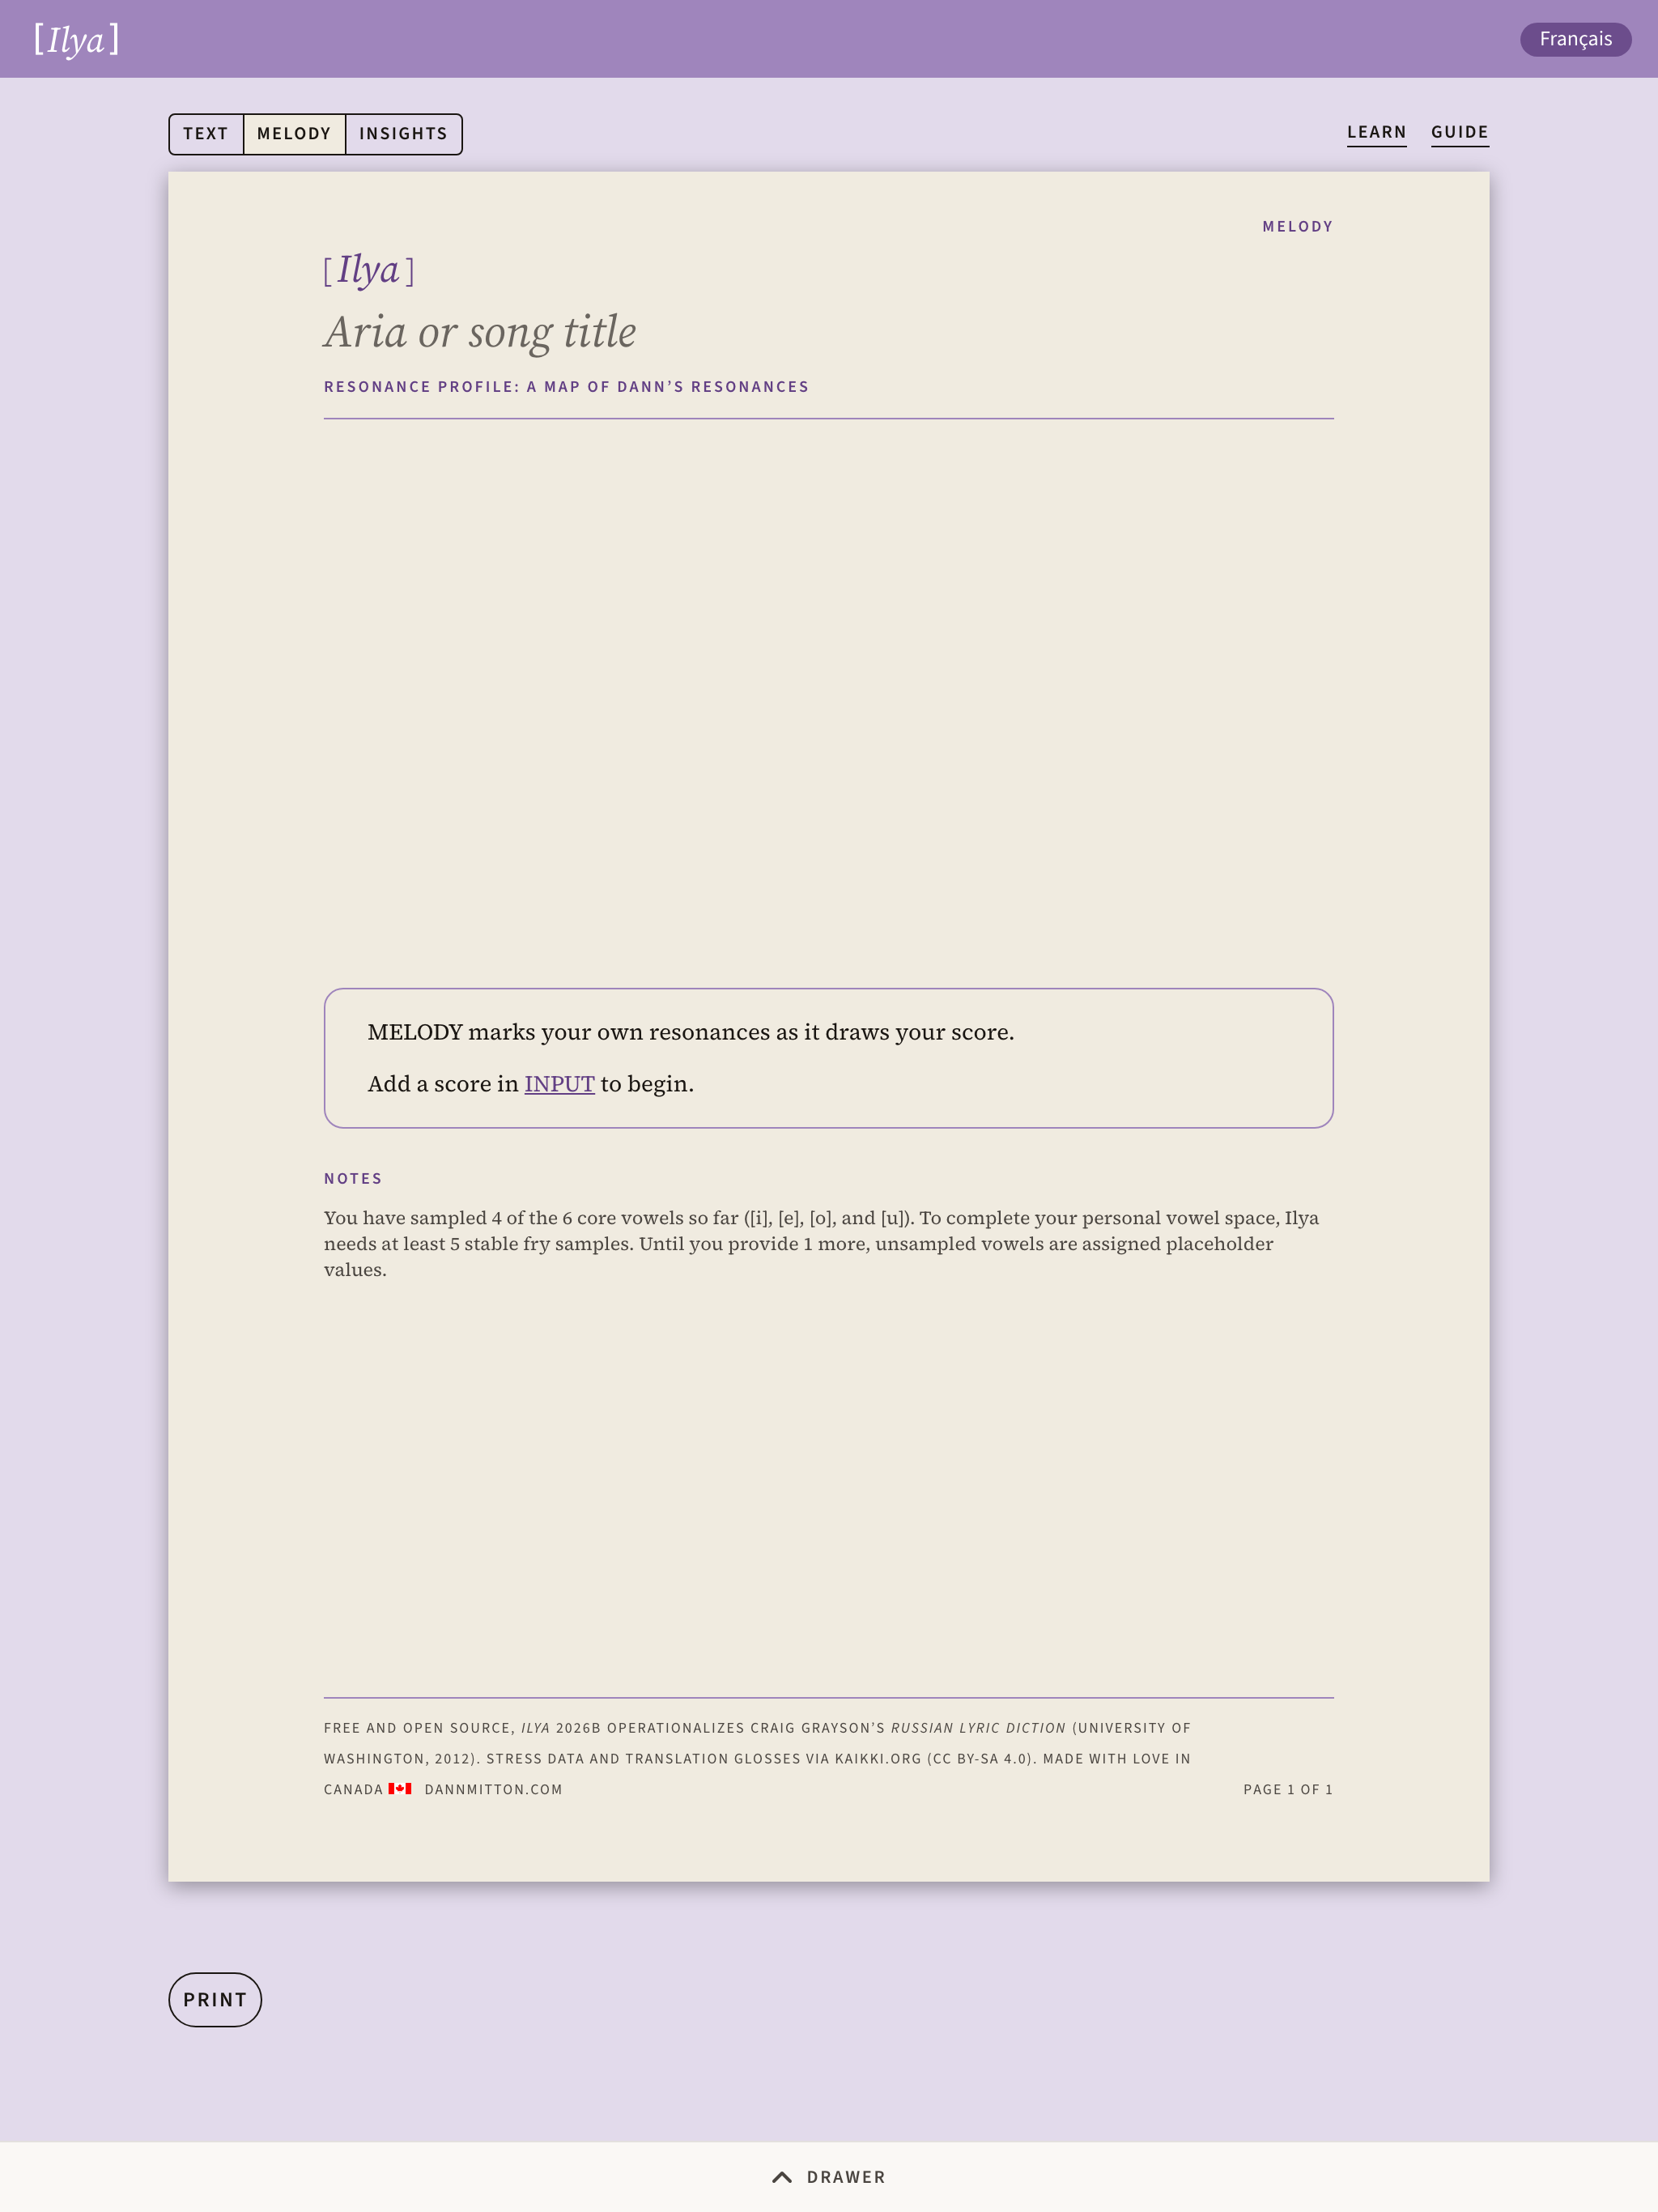 [Ilya]
Français
TEXT MELODY INSIGHTS
LEARN GUIDE
MELODY
[Ilya]
Aria or song title
RESONANCE PROFILE: A MAP OF DANN’S RESONANCES
MELODY marks your own resonances as it draws your score.
Add a score in INPUT to begin.
NOTES
You have sampled 4 of the 6 core vowels so far ([i], [e], [o], and [u]). To complete your personal vowel space, Ilya
needs at least 5 stable fry samples. Until you provide 1 more, unsampled vowels are assigned placeholder
values.
FREE AND OPEN SOURCE, ILYA 2026B OPERATIONALIZES CRAIG GRAYSON’S RUSSIAN LYRIC DICTION (UNIVERSITY OF
WASHINGTON, 2012). STRESS DATA AND TRANSLATION GLOSSES VIA KAIKKI.ORG (CC BY-SA 4.0). MADE WITH LOVE IN
CANADA 🇨🇦 DANNMITTON.COM
PAGE 1 OF 1
PRINT
DRAWER